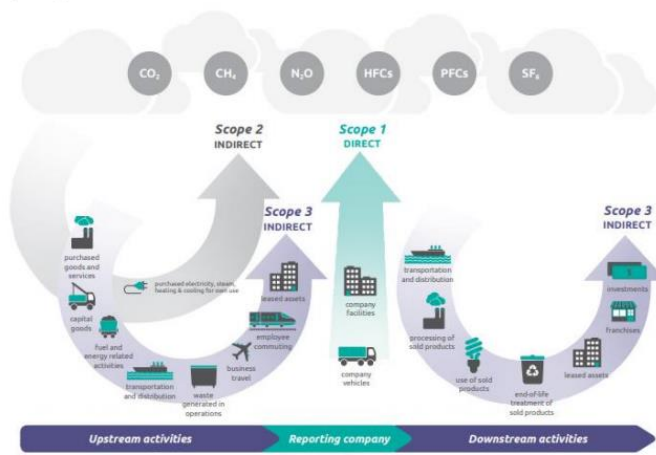 CO₂
CH₄
N₂O
HFCs
PFCs
SF₆
Scope 2
INDIRECT
Scope 1
DIRECT
Scope 3
INDIRECT
Scope 3
INDIRECT
purchased
goods and
services
capital
goods
fuel and
energy related
activities
purchased electricity, steam,
heating & cooling for own use
transportation
and distribution
waste
generated in
operations
business
travel
employee
commuting
leased assets
company
facilities
company
vehicles
transportation
and distribution
processing of
sold products
use of sold
products
end-of-life
treatment of
sold products
leased assets
franchises
investments
Upstream activities
Reporting company
Downstream activities